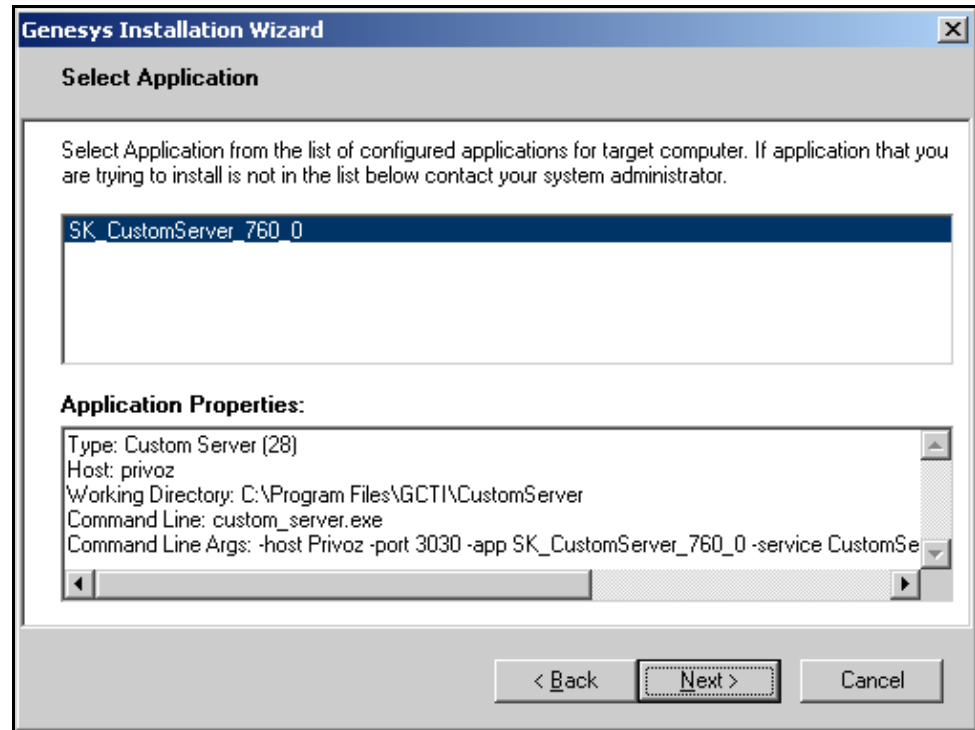 Genesys Installation Wizard
Select Application
Select Application from the list of configured applications for target computer. If application that you
are trying to install is not in the list below contact your system administrator.
SK_CustomServer_760_0
Application Properties:
Type: Custom Server (28)
Host: privoz
Working Directory: C:\Program Files\GCTI\CustomServer
Command Line: custom_server.exe
Command Line Args: -host Privoz -port 3030 -app SK_CustomServer_760_0 -service CustomSe
< Back
Next >
Cancel